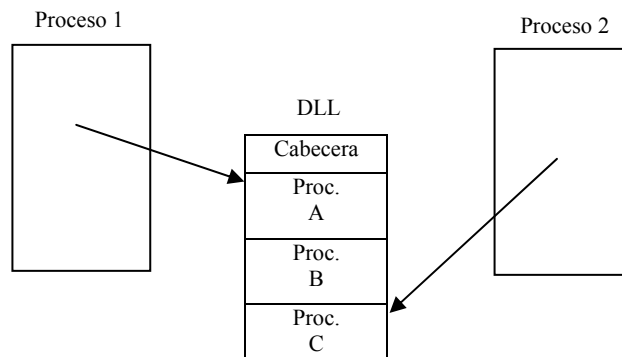 Proceso 1
Proceso 2
DLL
Cabecera
Proc.
A
Proc.
B
Proc.
C